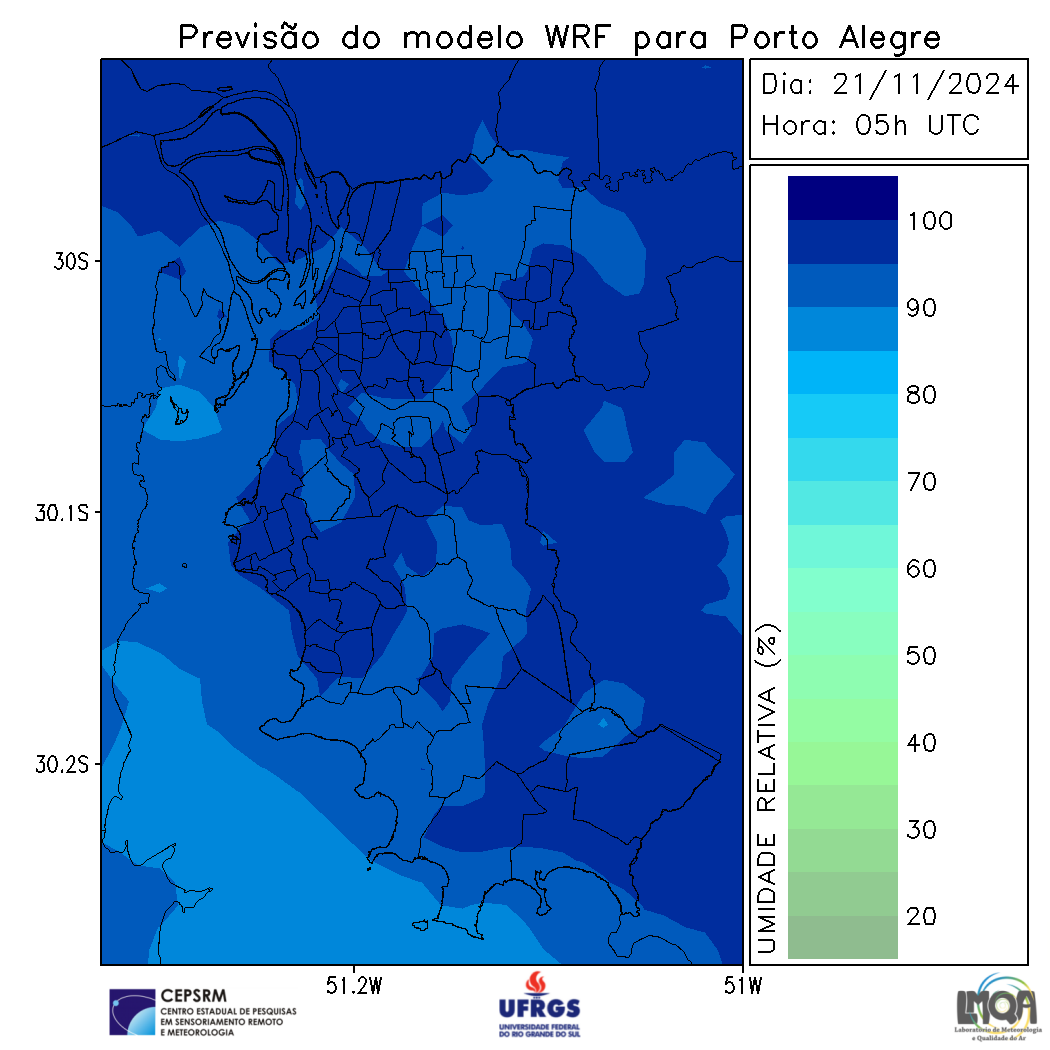 Previsão do modelo WRF para Porto Alegre
Dia: 21/11/2024
Hora: 05h UTC
100
90
80
70
60
50
40
30
20
UMIDADE RELATIVA (%)
30S
30.1S
30.2S
51.2W
51W
CEPSRM
CENTRO ESTADUAL DE PESQUISAS
EM SENSORIAMENTO REMOTO
E METEOROLOGIA
UFRGS
UNIVERSIDADE FEDERAL
DO RIO GRANDE DO SUL
LMQA
Laboratório de Meteorologia
e Qualidade do Ar